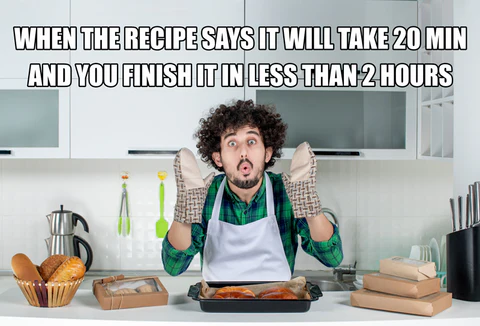 WHEN THE RECIPE SAYS IT WILL TAKE 20 MIN
AND YOU FINISH IT IN LESS THAN 2 HOURS